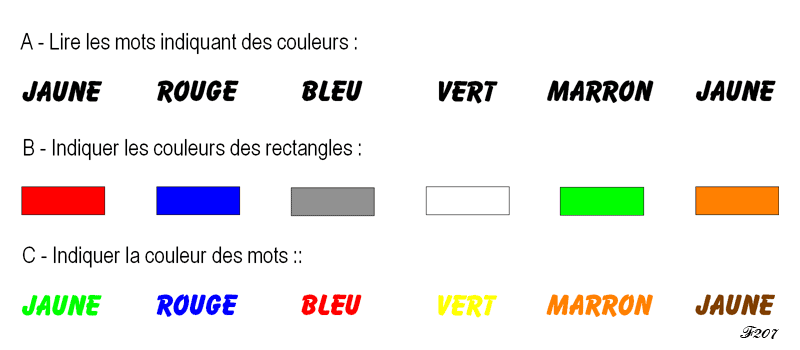 A - Lire les mots indiquant des couleurs :
JAUNE ROUGE BLEU VERT MARRON JAUNE
B - Indiquer les couleurs des rectangles :
C - Indiquer la couleur des mots ::
JAUNE ROUGE BLEU VERT MARRON JAUNE
F207